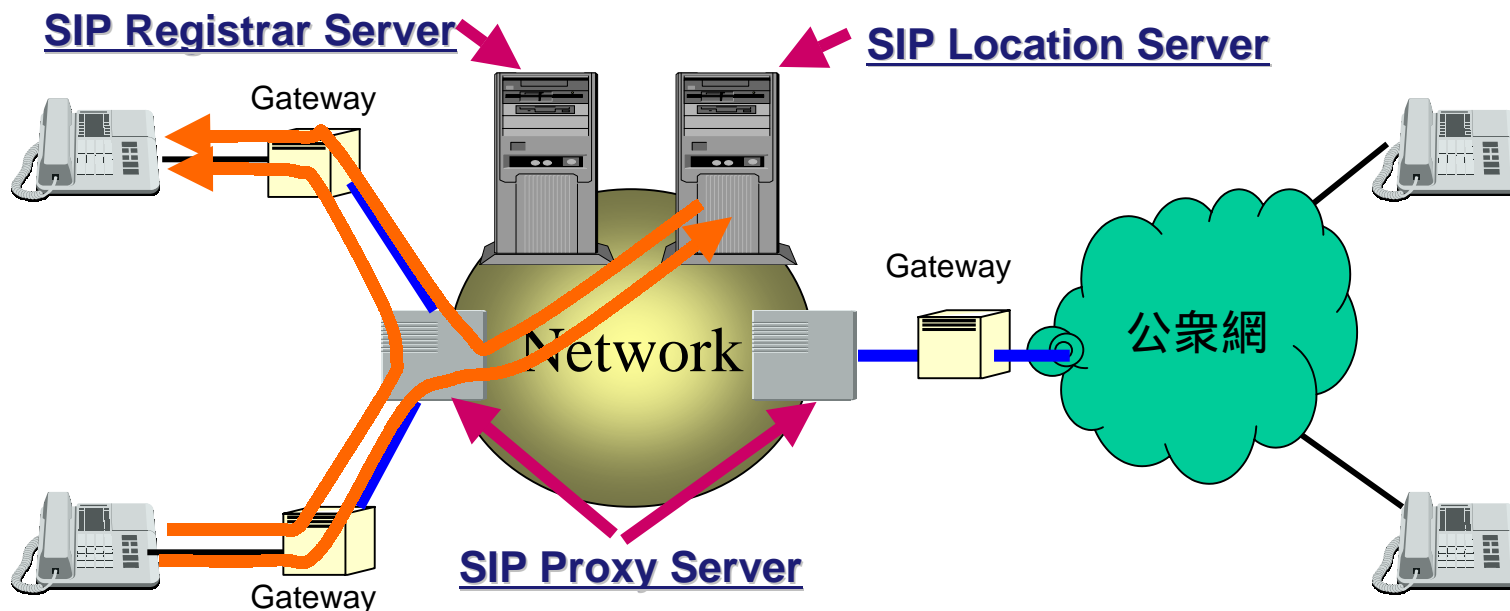 SIP Registrar Server
SIP Location Server
Gateway
Gateway
Network
公衆網
SIP Proxy Server
Gateway